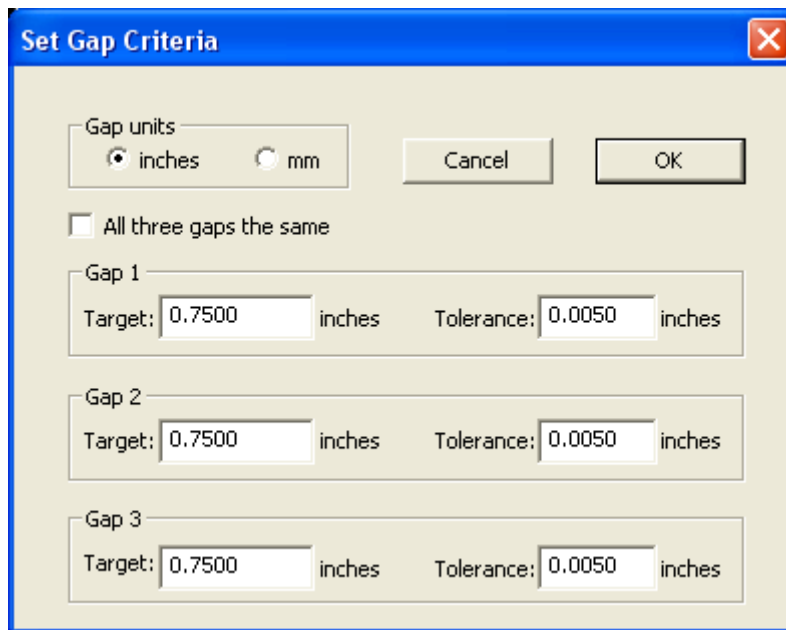 Set Gap Criteria
Gap units
inches mm
Cancel OK
All three gaps the same
Gap 1
Target: 0.7500 inches Tolerance: 0.0050 inches
Gap 2
Target: 0.7500 inches Tolerance: 0.0050 inches
Gap 3
Target: 0.7500 inches Tolerance: 0.0050 inches